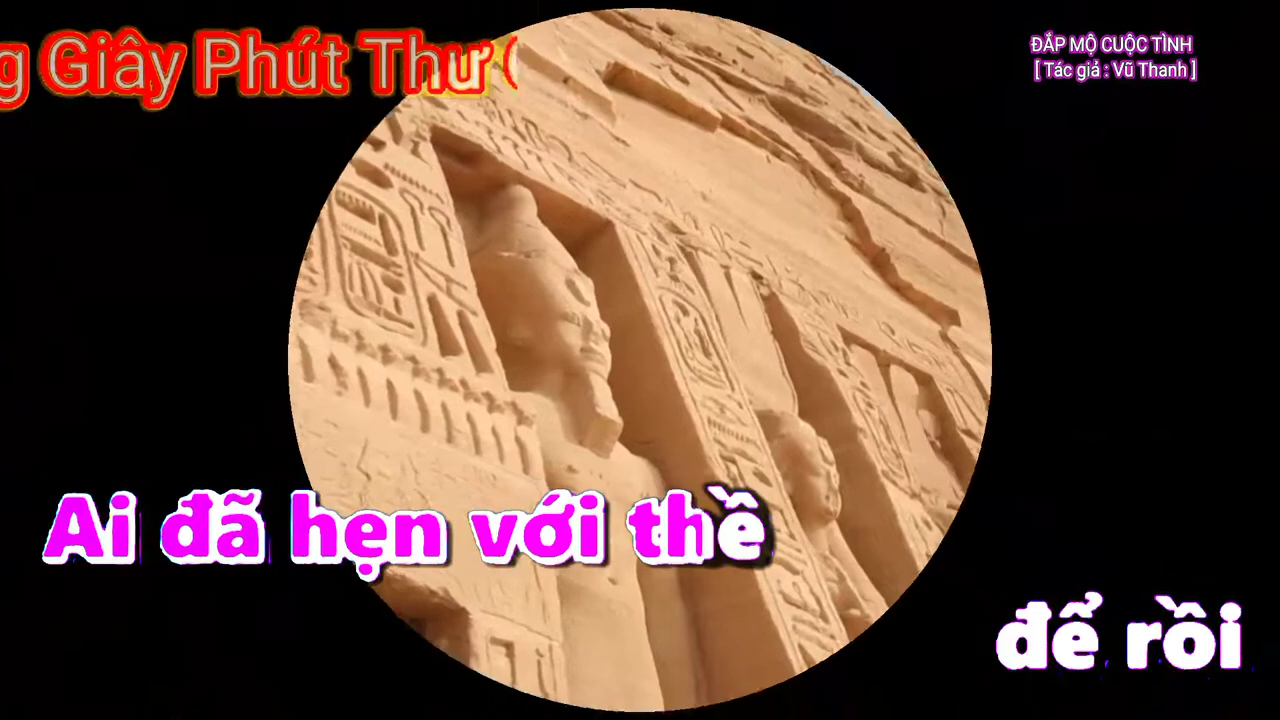 g Giây Phút Thư
ĐẮP MỘ CUỘC TÌNH
[ Tác giả : Vũ Thanh ]
Ai đã hẹn với thề
để rồi